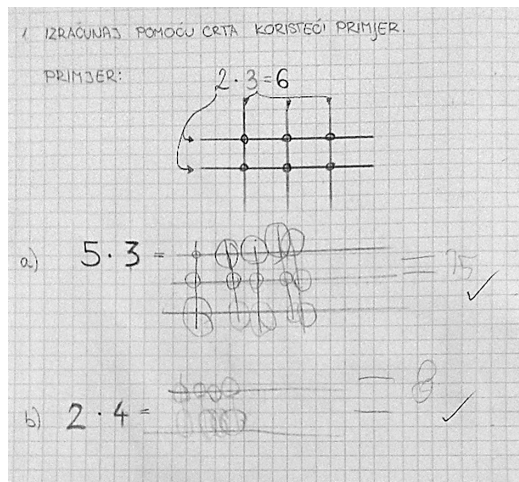 1. IZRAČUNAJ POMOĆU CRTA KORISTEĆI PRIMJER.
PRIMJER:
2 · 3 = 6
a) 5 · 3 = = 15 ✓
b) 2 · 4 = = 8 ✓